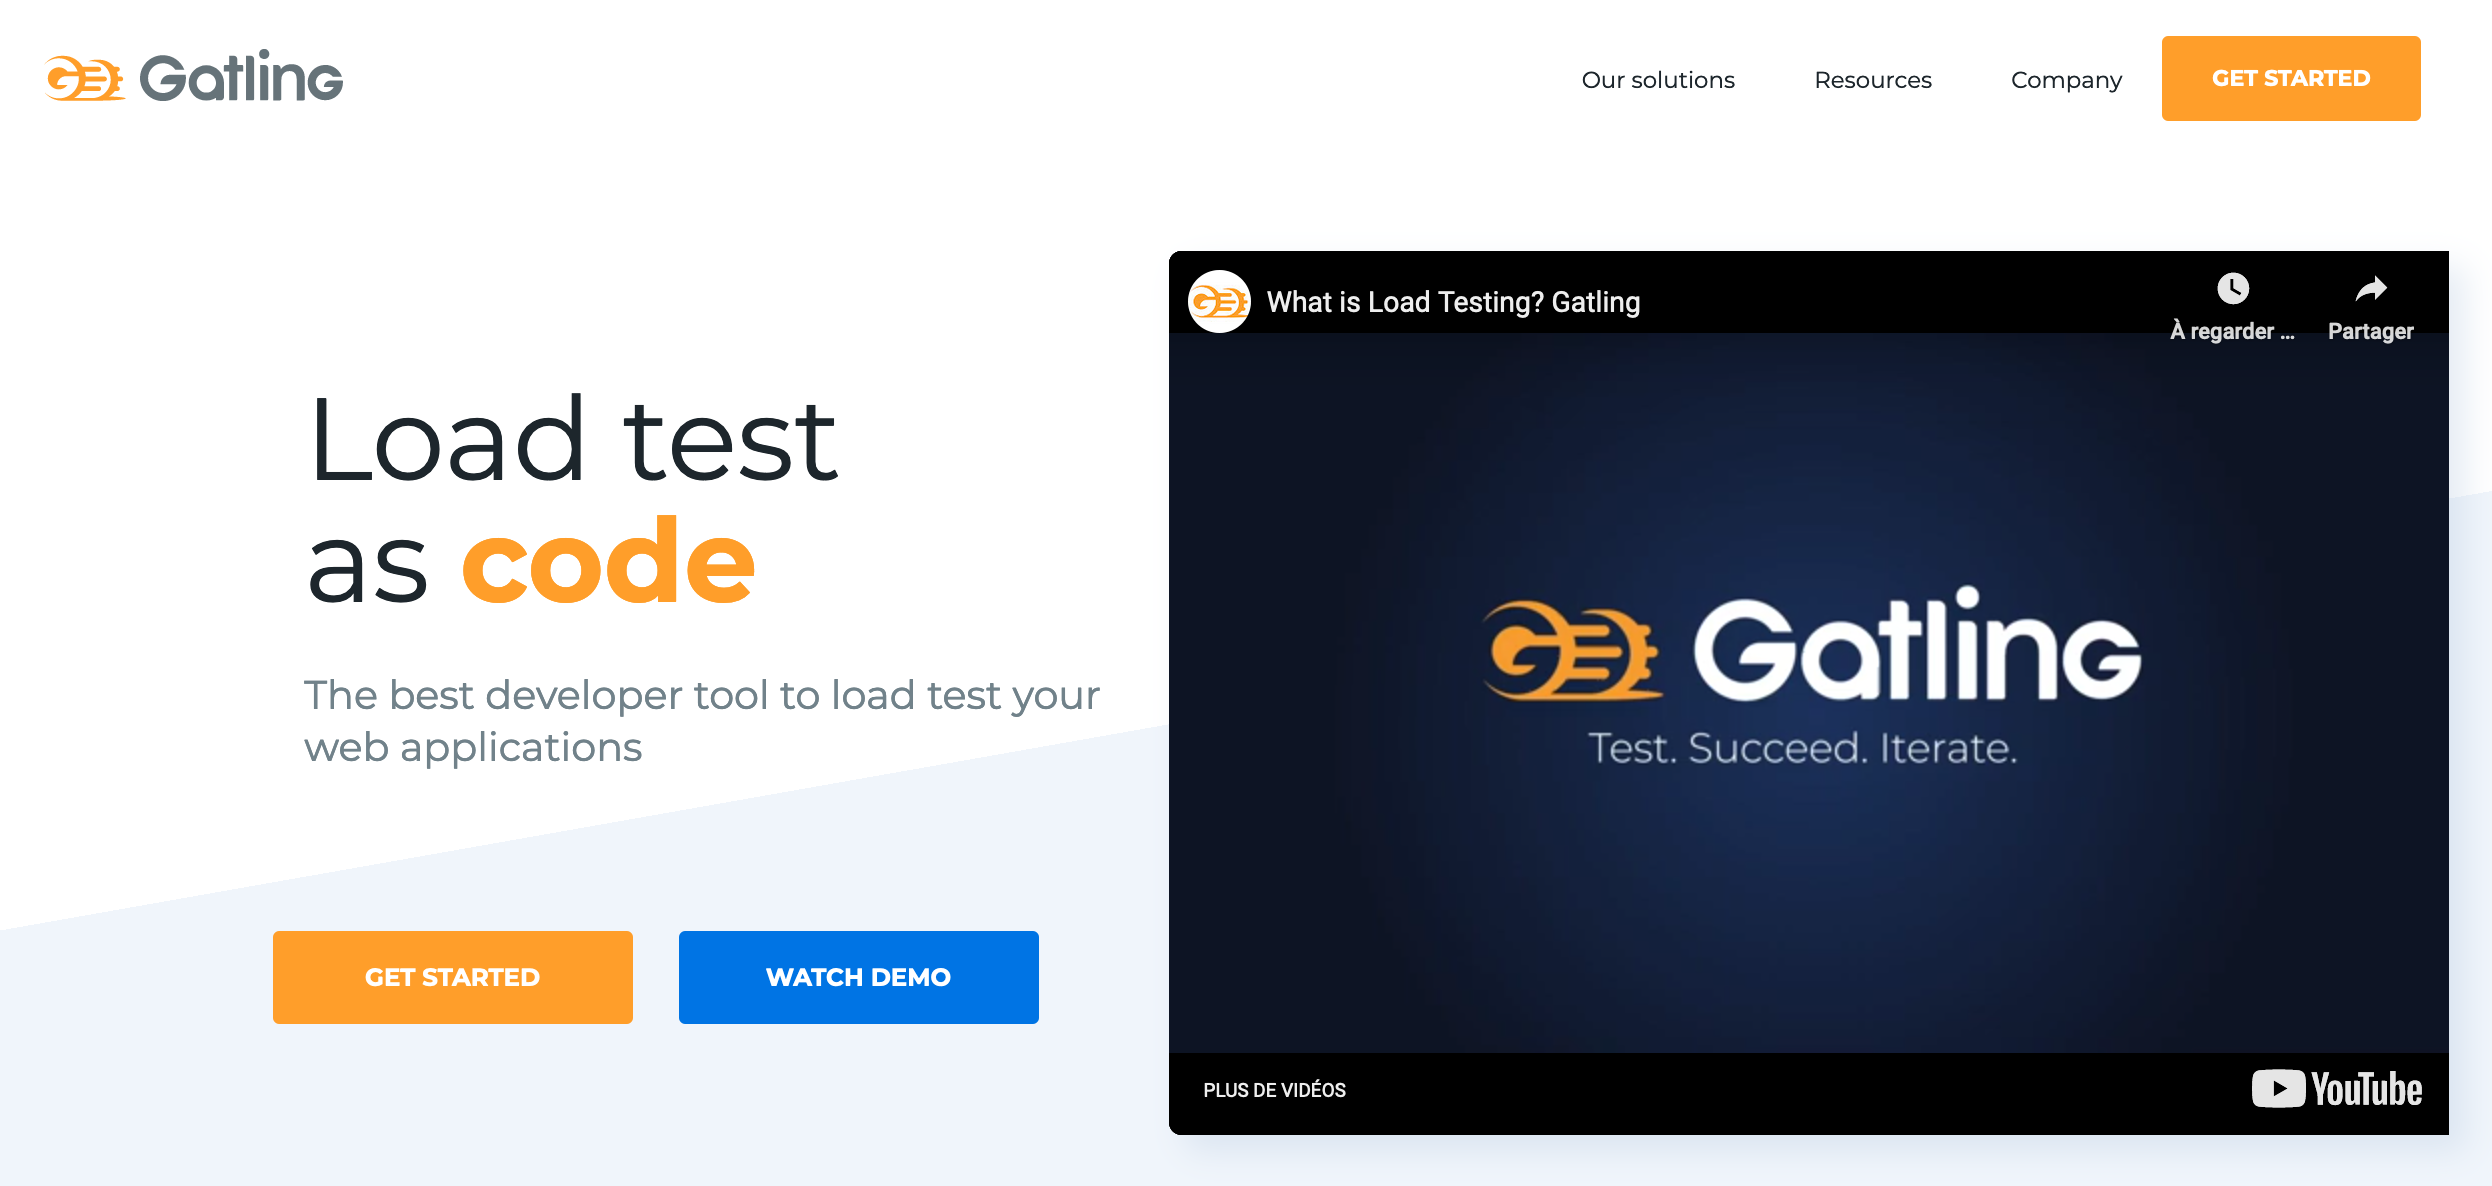 Gatling
Our solutions
Resources
Company
GET STARTED
Load test
as code
The best developer tool to load test your
web applications
GET STARTED
WATCH DEMO
What is Load Testing? Gatling
À regarder ...
Partager
Gatling
Test. Succeed. Iterate.
PLUS DE VIDÉOS
YouTube